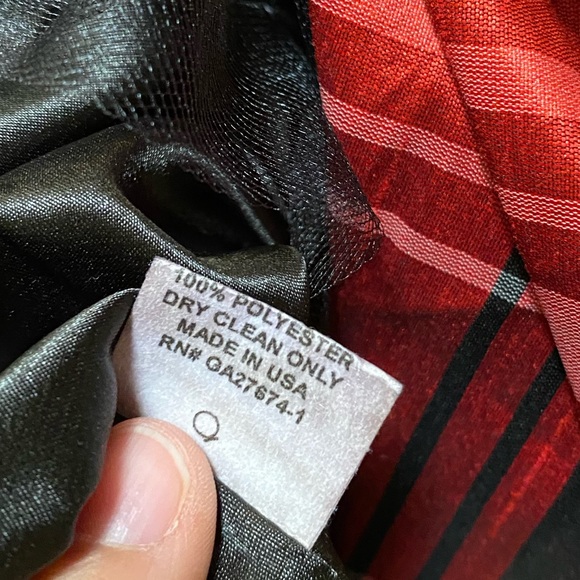 100% POLYESTER
DRY CLEAN ONLY
MADE IN USA
RN# GA27674-1